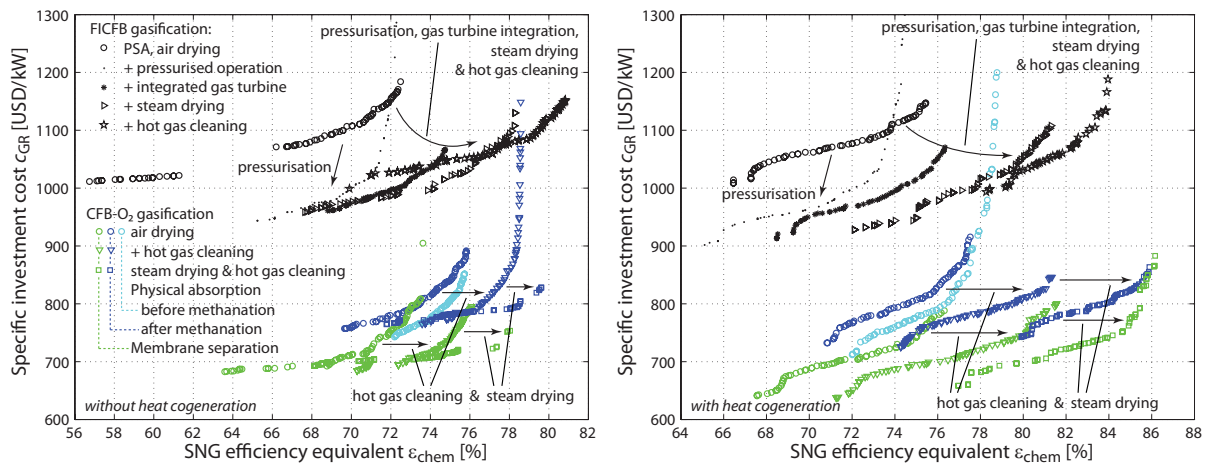 1300
1200
1100
1000
900
800
700
600
Specific investment cost cGR [USD/kW]
FICFB gasification:
PSA, air drying
+ pressurised operation
+ integrated gas turbine
+ steam drying
+ hot gas cleaning
pressurisation, gas turbine integration,
steam drying
& hot gas cleaning
pressurisation
CFB-O2 gasification
air drying
+ hot gas cleaning
steam drying & hot gas cleaning
Physical absorption
before methanation
after methanation
Membrane separation
hot gas cleaning & steam drying
without heat cogeneration
56 58 60 62 64 66 68 70 72 74 76 78 80 82
SNG efficiency equivalent εchem [%]
1300
1200
1100
1000
900
800
700
600
Specific investment cost cGR [USD/kW]
pressurisation, gas turbine integration,
steam drying
& hot gas cleaning
pressurisation
hot gas cleaning & steam drying
with heat cogeneration
64 66 68 70 72 74 76 78 80 82 84 86 88
SNG efficiency equivalent εchem [%]